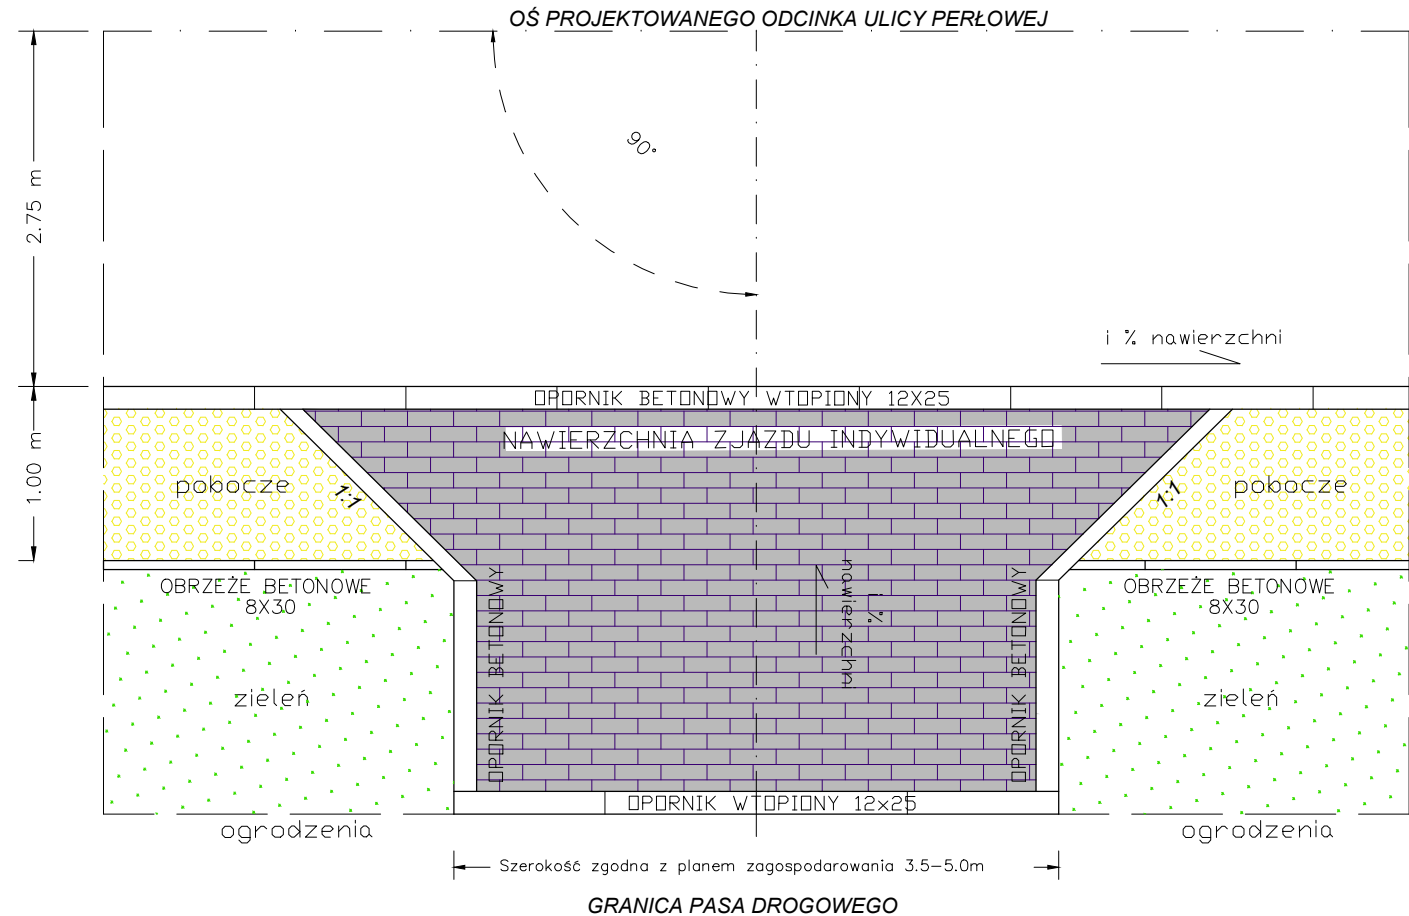 OŚ PROJEKTOWANEGO ODCINKA ULICY PERŁOWEJ
90°
2.75 m
i % nawierzchni
OPORNIK BETONOWY WTOPIONY 12X25
NAWIERZCHNIA ZJAZDU INDYWIDUALNEGO
1.00 m
pobocze
1:1
1:1
pobocze
OBRZEŻE BETONOWE
8X30
OPORNIK BETONOWY
i %
nawierzchni
OPORNIK BETONOWY
OBRZEŻE BETONOWE
8X30
zieleń
zieleń
OPORNIK WTOPIONY 12x25
ogrodzenia
ogrodzenia
Szerokość zgodna z planem zagospodarowania 3.5-5.0m
GRANICA PASA DROGOWEGO